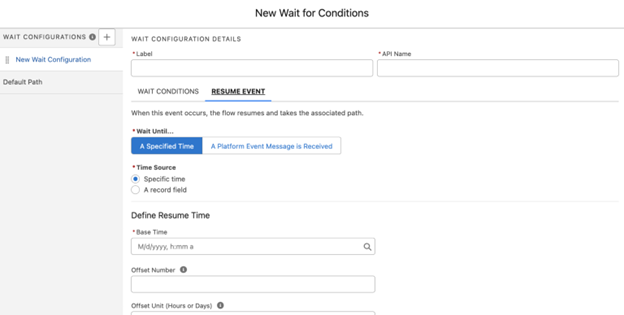 New Wait for Conditions
WAIT CONFIGURATIONS
WAIT CONFIGURATION DETAILS
New Wait Configuration
Default Path
* Label
* API Name
WAIT CONDITIONS
RESUME EVENT
When this event occurs, the flow resumes and takes the associated path.
* Wait Until...
A Specified Time
A Platform Event Message is Received
* Time Source
Specific time
A record field
Define Resume Time
* Base Time
M/d/yyyy, h:mm a
Offset Number
Offset Unit (Hours or Days)